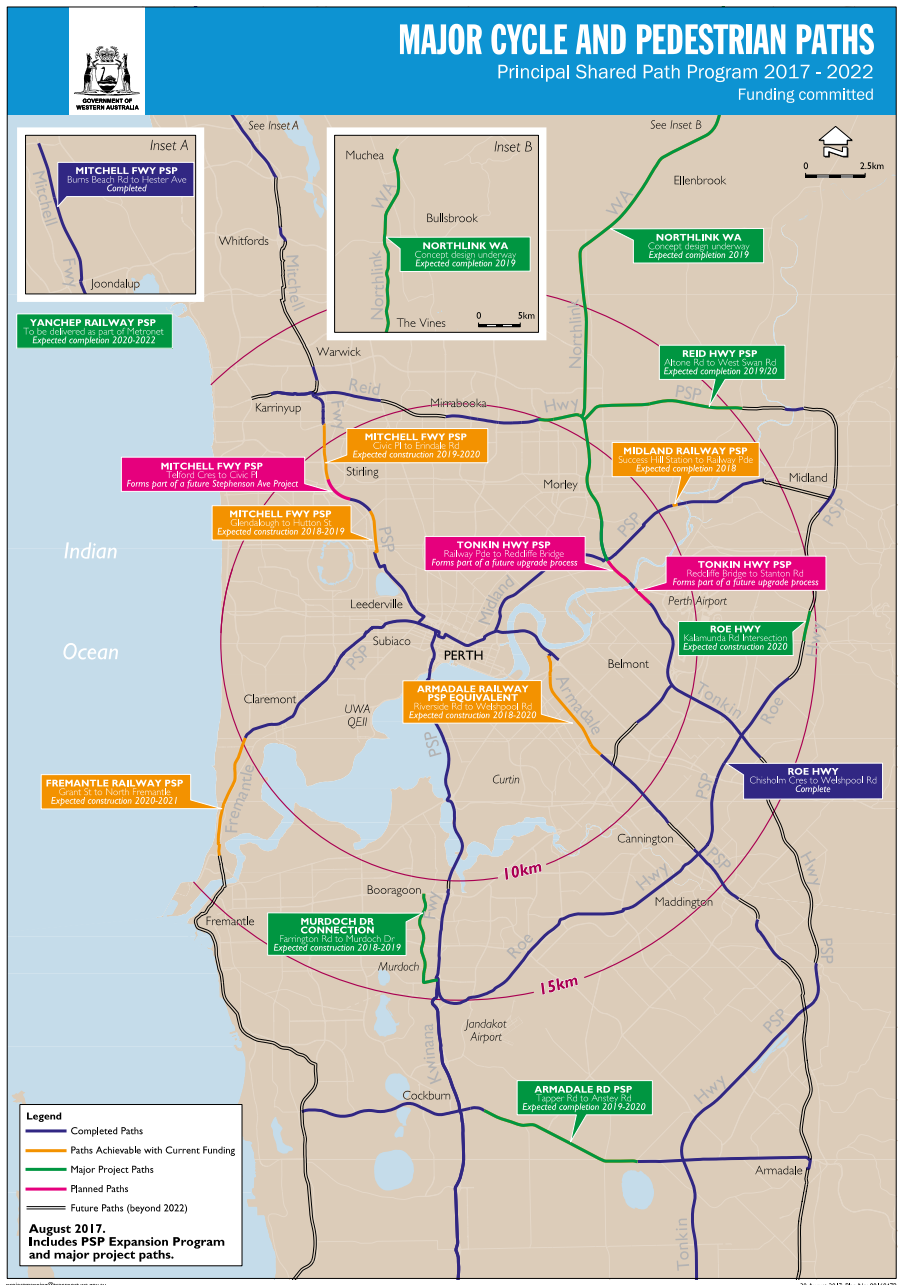 MAJOR CYCLE AND PEDESTRIAN PATHS
Principal Shared Path Program 2017 - 2022
Funding committed
GOVERNMENT OF
WESTERN AUSTRALIA
See Inset A
Inset A
MITCHELL FWY PSP
Burns Beach Rd to Hester Ave
Completed
Mitchell
Fwy
Joondalup
Inset B
Muchea
WA
Bullsbrook
NORTHLINK WA
Concept design underway
Expected completion 2019
Northlink
The Vines
0 5km
See Inset B
0 2.5km
Ellenbrook
WA
NORTHLINK WA
Concept design underway
Expected completion 2019
Northlink
Whitfords
Mitchell
Fwy
YANCHEP RAILWAY PSP
To be delivered as part of Metronet
Expected completion 2020-2022
Warwick
REID HWY PSP
Altone Rd to West Swan Rd
Expected completion 2019/20
Reid
Hwy
PSP
Karrinyup
Mirrabooka
MITCHELL FWY PSP
Civic Pl to Erindale Rd
Expected construction 2019-2020
MIDLAND RAILWAY PSP
Success Hill Station to Railway Pde
Expected completion 2018
MITCHELL FWY PSP
Telford Cres to Civic Pl
Forms part of a future Stephenson Ave Project
Stirling
Morley
Midland
MITCHELL FWY PSP
Glendalough to Hutton St
Expected construction 2018-2019
PSP
PSP
PSP
Indian
Ocean
TONKIN HWY PSP
Railway Pde to Redcliffe Bridge
Forms part of a future upgrade process
TONKIN HWY PSP
Redcliffe Bridge to Stanton Rd
Forms part of a future upgrade process
Midland
Perth Airport
Leederville
ROE HWY
Kalamunda Rd Intersection
Expected construction 2020
Hwy
Subiaco
PSP
PERTH
Belmont
Claremont
ARMADALE RAILWAY
PSP EQUIVALENT
Riverside Rd to Welshpool Rd
Expected construction 2018-2020
Armadale
Tonkin
Roe
UWA
QEII
PSP
FREMANTLE RAILWAY PSP
Grant St to North Fremantle
Expected construction 2020-2021
Fremantle
Curtin
PSP
ROE HWY
Chisholm Cres to Welshpool Rd
Complete
Cannington
PSP
Hwy
10km
Hwy
Booragoon
Fwy
Maddington
Fremantle
MURDOCH DR
CONNECTION
Farrington Rd to Murdoch Dr
Expected construction 2018-2019
Roe
PSP
Murdoch
15km
Jandakot
Airport
PSP
Kwinana
Hwy
Cockburn
ARMADALE RD PSP
Tapper Rd to Anstey Rd
Expected completion 2019-2020
Armadale
Tonkin
Legend
Completed Paths
Paths Achievable with Current Funding
Major Project Paths
Planned Paths
Future Paths (beyond 2022)
August 2017.
Includes PSP Expansion Program
and major project paths.